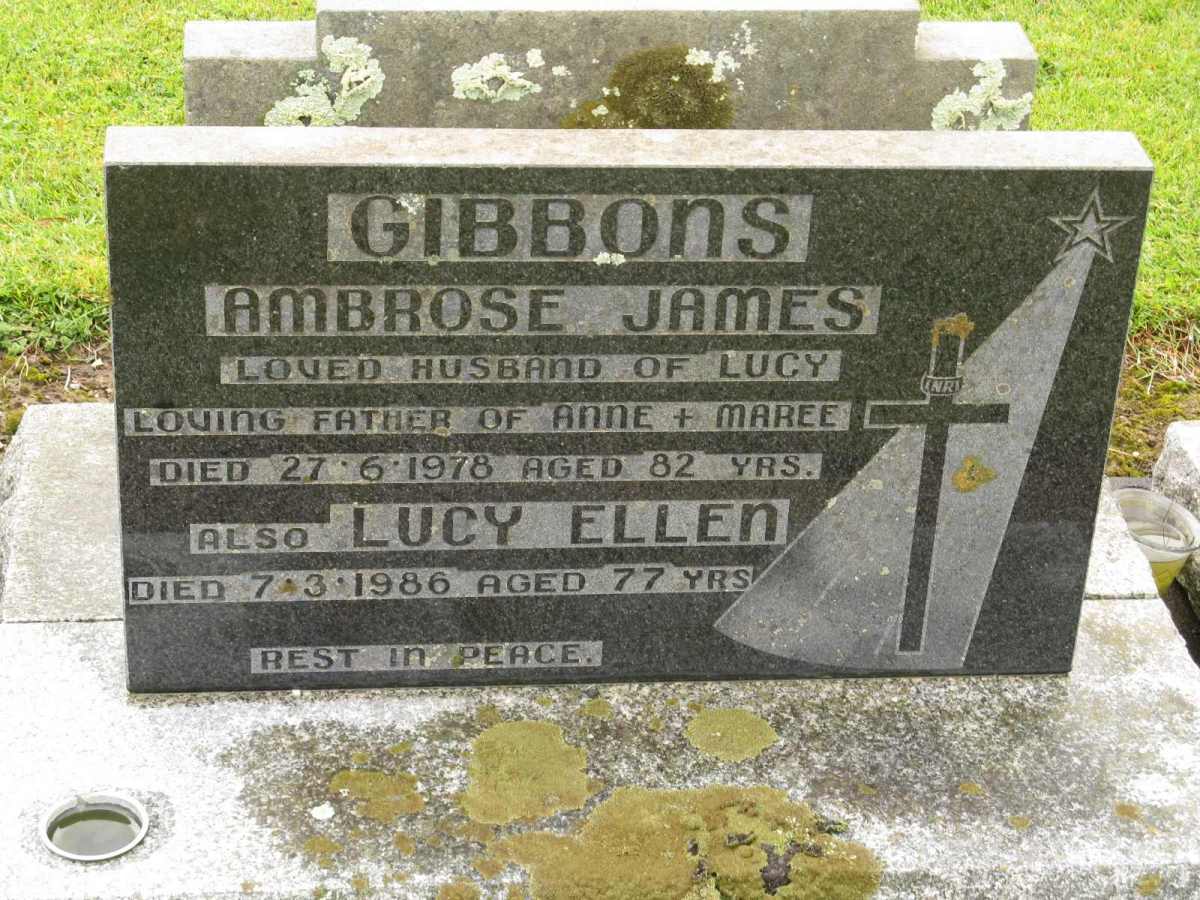 GIBBONS
AMBROSE JAMES
LOVED HUSBAND OF LUCY
LOVING FATHER OF ANNE + MAREE
DIED 27·6·1978 AGED 82 YRS.
ALSO LUCY ELLEN
DIED 7·3·1986 AGED 77 YRS
REST IN PEACE.
INRI